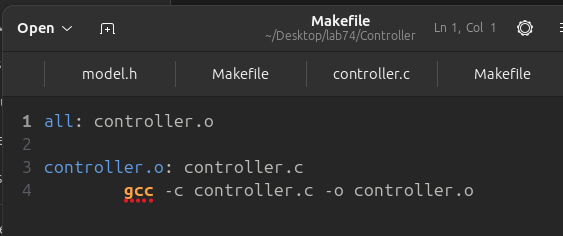 Open
Makefile
~/Desktop/lab74/Controller
Ln 1, Col 1
model.h
Makefile
controller.c
Makefile
1 all: controller.o
2
3 controller.o: controller.c
4 gcc -c controller.c -o controller.o